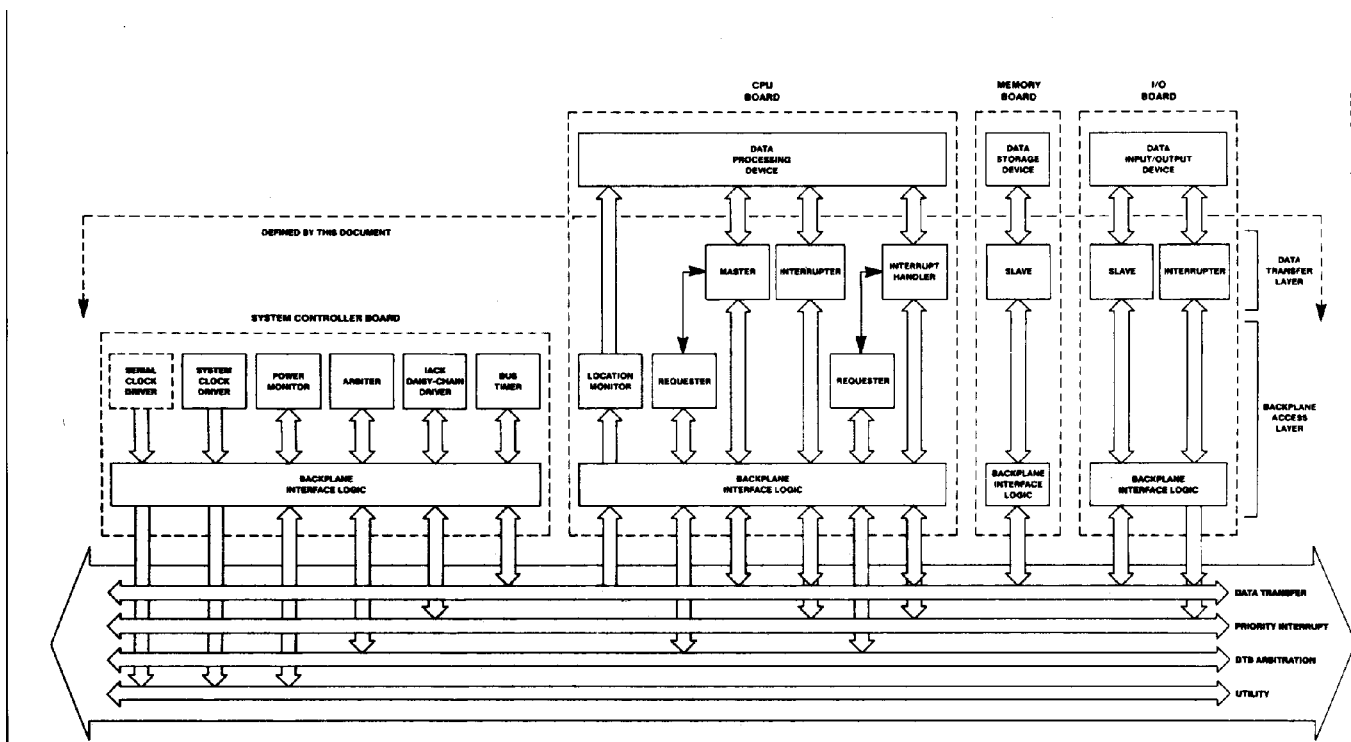 CPU
BOARD
MEMORY
BOARD
I/O
BOARD
DATA
PROCESSING
DEVICE
DATA
STORAGE
DEVICE
DATA
INPUT/OUTPUT
DEVICE
DEFINED BY THIS DOCUMENT
MASTER
INTERRUPTER
INTERRUPT
HANDLER
SLAVE
SLAVE
INTERRUPTER
DATA
TRANSFER
LAYER
SYSTEM CONTROLLER BOARD
SERIAL
CLOCK
DRIVER
SYSTEM
CLOCK
DRIVER
POWER
MONITOR
ARBITER
IACK
DAISY-CHAIN
DRIVER
BUS
TIMER
LOCATION
MONITOR
REQUESTER
REQUESTER
BACKPLANE
ACCESS
LAYER
BACKPLANE
INTERFACE LOGIC
BACKPLANE
INTERFACE LOGIC
BACKPLANE
INTERFACE
LOGIC
BACKPLANE
INTERFACE LOGIC
DATA TRANSFER
PRIORITY INTERRUPT
DTB ARBITRATION
UTILITY